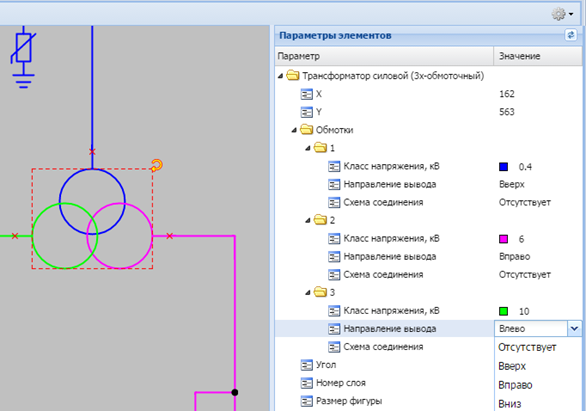 Параметры элементов
Параметр Значение
Трансформатор силовой (3х-обмоточный)
X 162
Y 563
Обмотки
1
Класс напряжения, кВ 0.4
Направление вывода Вверх
Схема соединения Отсутствует
2
Класс напряжения, кВ 6
Направление вывода Вправо
Схема соединения Отсутствует
3
Класс напряжения, кВ 10
Направление вывода Влево
Схема соединения Отсутствует
Угол Вверх
Номер слоя Вправо
Размер фигуры Вниз